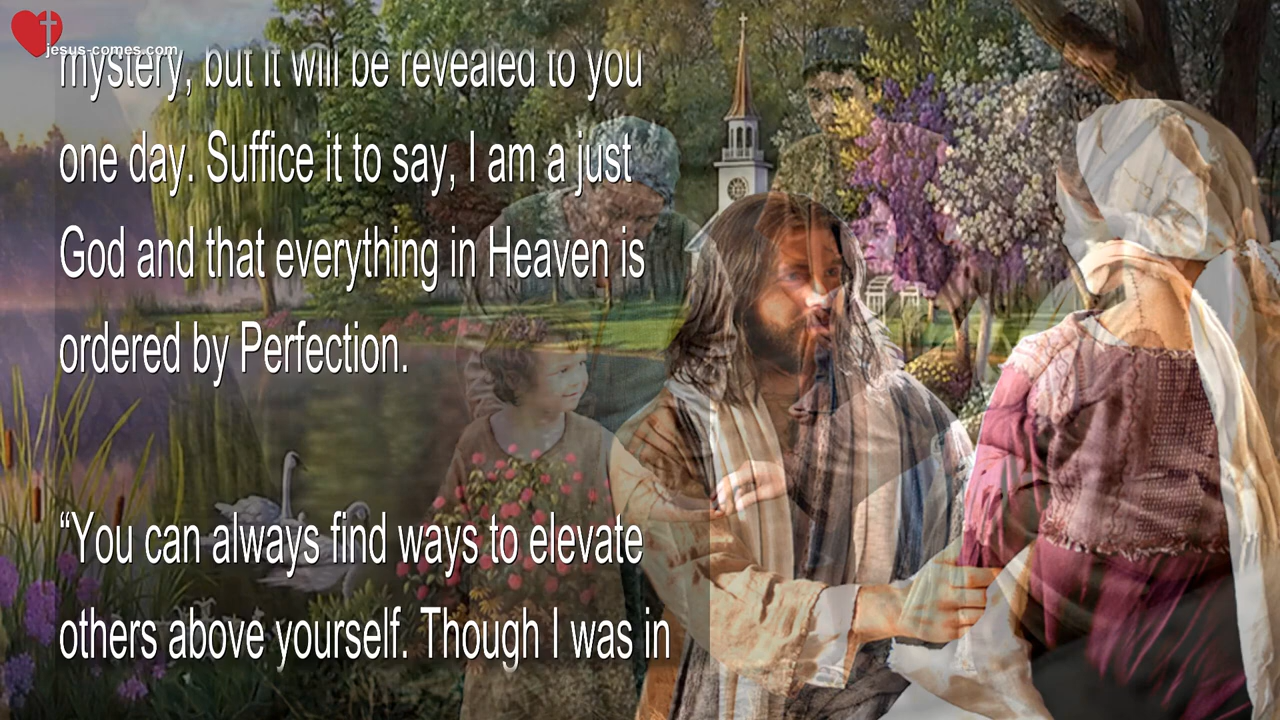 jesus-comes.com
mystery, but it will be revealed to you
one day. Suffice it to say, I am a just
God and that everything in Heaven is
ordered by Perfection.
“You can always find ways to elevate
others above yourself. Though I was in